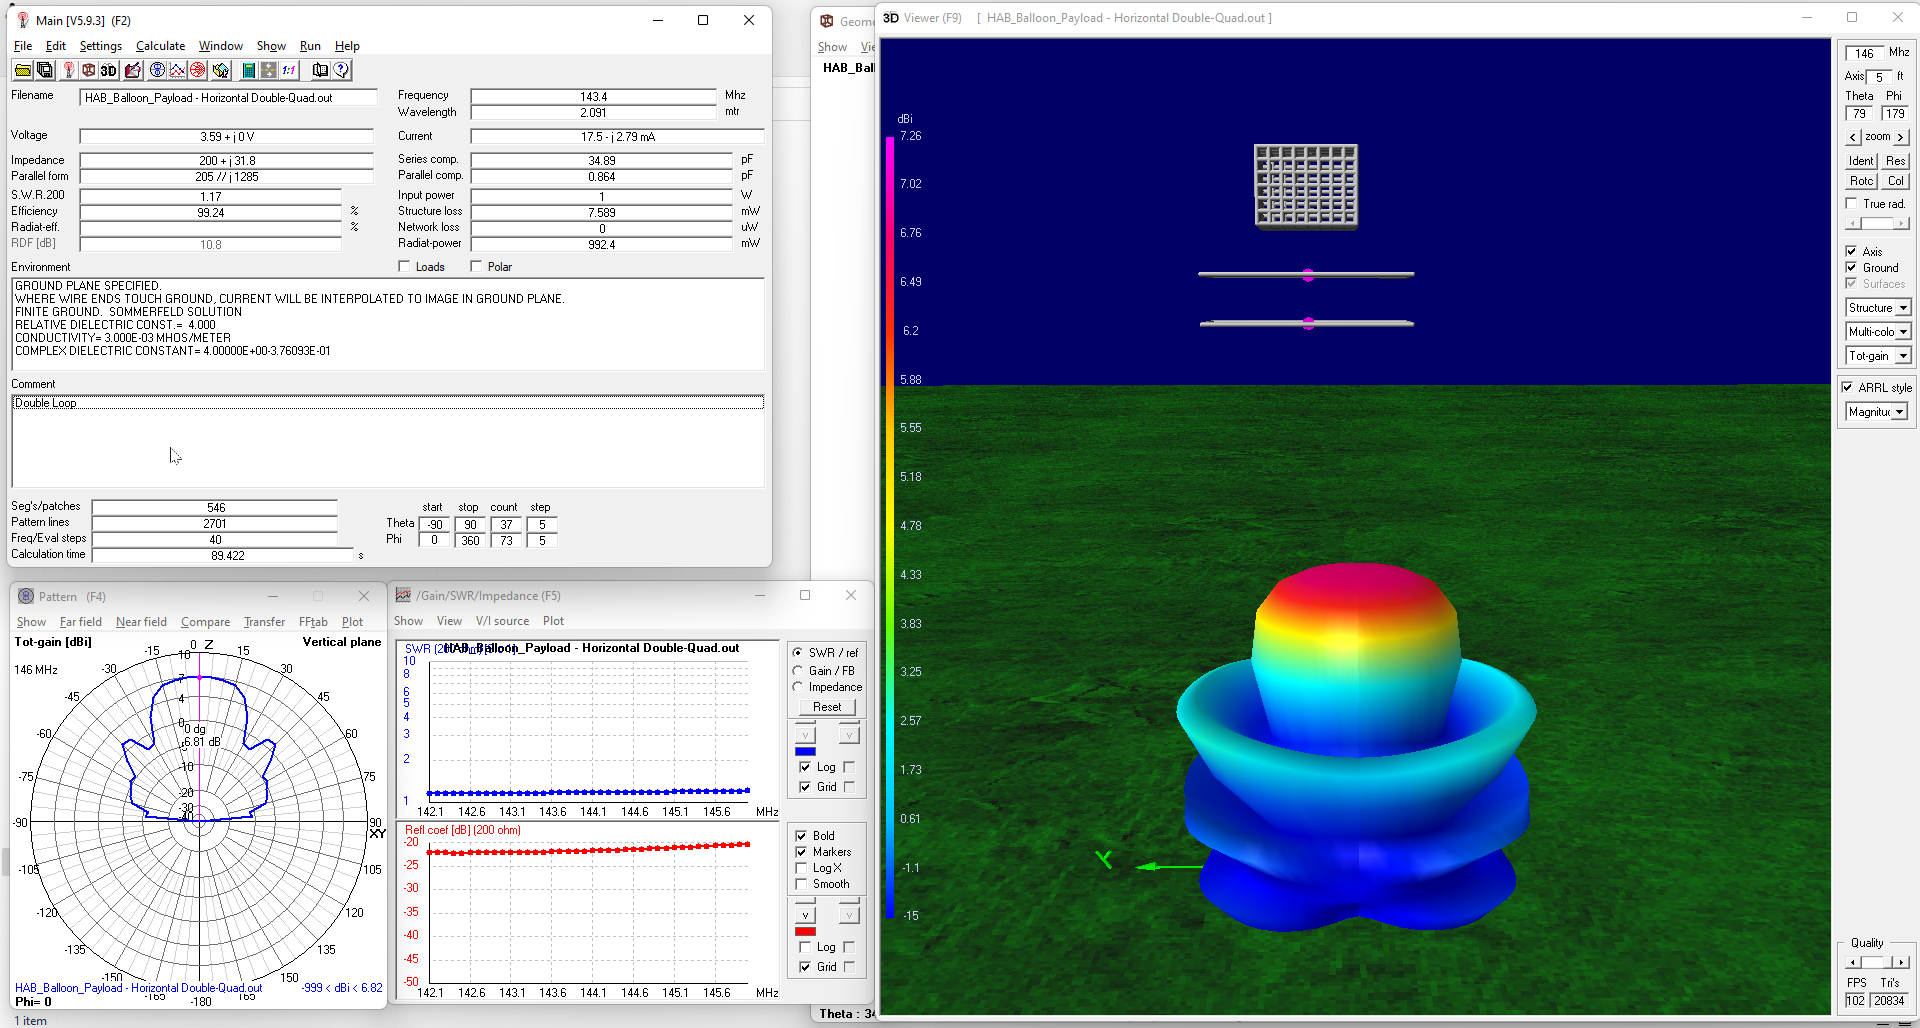 Main [V5.9.3] (F2)
File Edit Settings Calculate Window Show Run Help
3D 1:1
Filename HAB_Balloon_Payload - Horizontal Double-Quad.out
Frequency 143.4 Mhz
Wavelength 2.091 mtr
Voltage 3.59 + j 0 V
Current 17.5 - j 2.79 mA
Impedance 200 + j 31.8
Series comp. 34.89 pF
Parallel form 205 // j 1285
Parallel comp. 0.864 pF
S.W.R.200 1.17
Input power 1 W
Efficiency 99.24 %
Structure loss 7.589 mW
Radiat-eff. %
Network loss 0 uW
RDF [dB] 10.8
Radiat-power 992.4 mW
Environment
Loads Polar
GROUND PLANE SPECIFIED.
WHERE WIRE ENDS TOUCH GROUND, CURRENT WILL BE INTERPOLATED TO IMAGE IN GROUND PLANE.
FINITE GROUND. SOMMERFELD SOLUTION
RELATIVE DIELECTRIC CONST.= 4.000
CONDUCTIVITY= 3.000E-03 MHOS/METER
COMPLEX DIELECTRIC CONSTANT= 4.00000E+00-3.76093E-01
Comment
Double Loop
Seg's/patches 546
Pattern lines 2701
Freq/Eval steps 40
Calculation time 89.422 s
start stop count step
Theta -90 90 37 5
Phi 0 360 73 5
Pattern (F4)
Show Far field Near field Compare Transfer FFtab Plot
Tot-gain [dBi]
Vertical plane
146 MHz
0 Z
-15 15
-30 30
-45 45
-60 60
-75 75
-90 90
XY
-105 105
-120 120
-135 135
-150 150
-165 165
-180
10
7
4
0
0 dg
6.81 dB
-5
-10
-20
-30
-40
HAB_Balloon_Payload - Horizontal Double-Quad.out
-999 < dBi < 6.82
Phi= 0
1 item
/Gain/SWR/Impedance (F5)
Show View V/I source Plot
HAB_Balloon_Payload - Horizontal Double-Quad.out
10
8
6
5
4
3
2
1
142.1 142.6 143.1 143.6 144.1 144.6 145.1 145.6 MHz
Refl coef [dB] (200 ohm)
-20
-25
-30
-35
-40
-45
-50
142.1 142.6 143.1 143.6 144.1 144.6 145.1 145.6 MHz
SWR / ref
Gain / FB
Impedance
Reset
v v
Log
Grid
Bold
Markers
Log X
Smooth
v v
Log
Grid
Show
HAB_Bal
Theta : 34
3D Viewer (F9) [ HAB_Balloon_Payload - Horizontal Double-Quad.out ]
dBi
7.26
7.02
6.76
6.49
6.2
5.88
5.55
5.18
4.78
4.33
3.83
3.25
2.57
1.73
0.61
-1.1
-15
Y
146 Mhz
Axis 5 ft
Theta Phi
79 179
< zoom >
Ident Res
Rotc Col
True rad.
Axis
Ground
Surfaces
Structure
Multi-colo
Tot-gain
ARRL style
Magnituc
Quality
FPS Tri's
102 20834